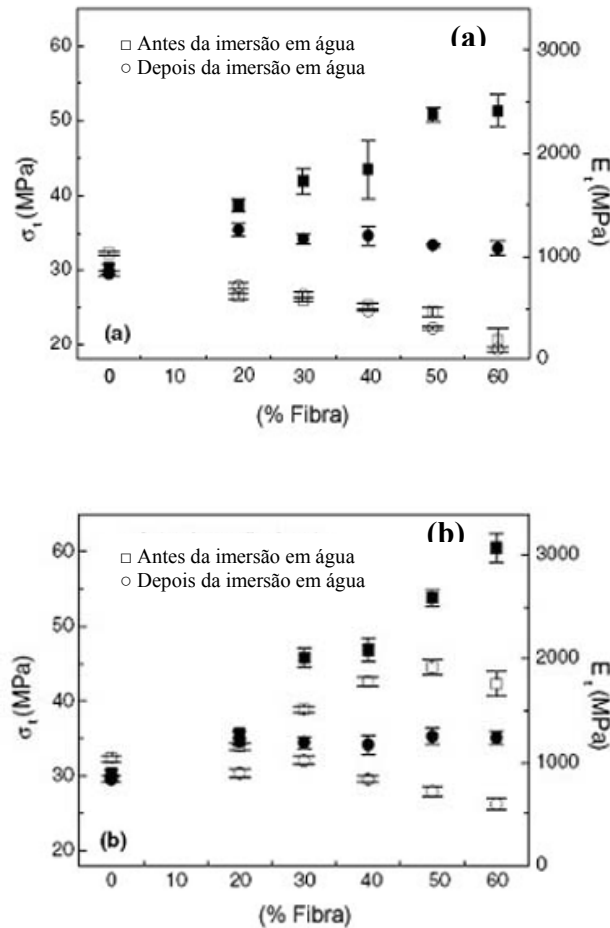 (a)
□ Antes da imersão em água
○ Depois da imersão em água
60
50
40
30
20
σt (MPa)
3000
2000
1000
0
Et (MPa)
(a)
0 10 20 30 40 50 60
(% Fibra)
(b)
□ Antes da imersão em água
○ Depois da imersão em água
60
50
40
30
20
σt (MPa)
3000
2000
1000
0
Et (MPa)
(b)
0 10 20 30 40 50 60
(% Fibra)